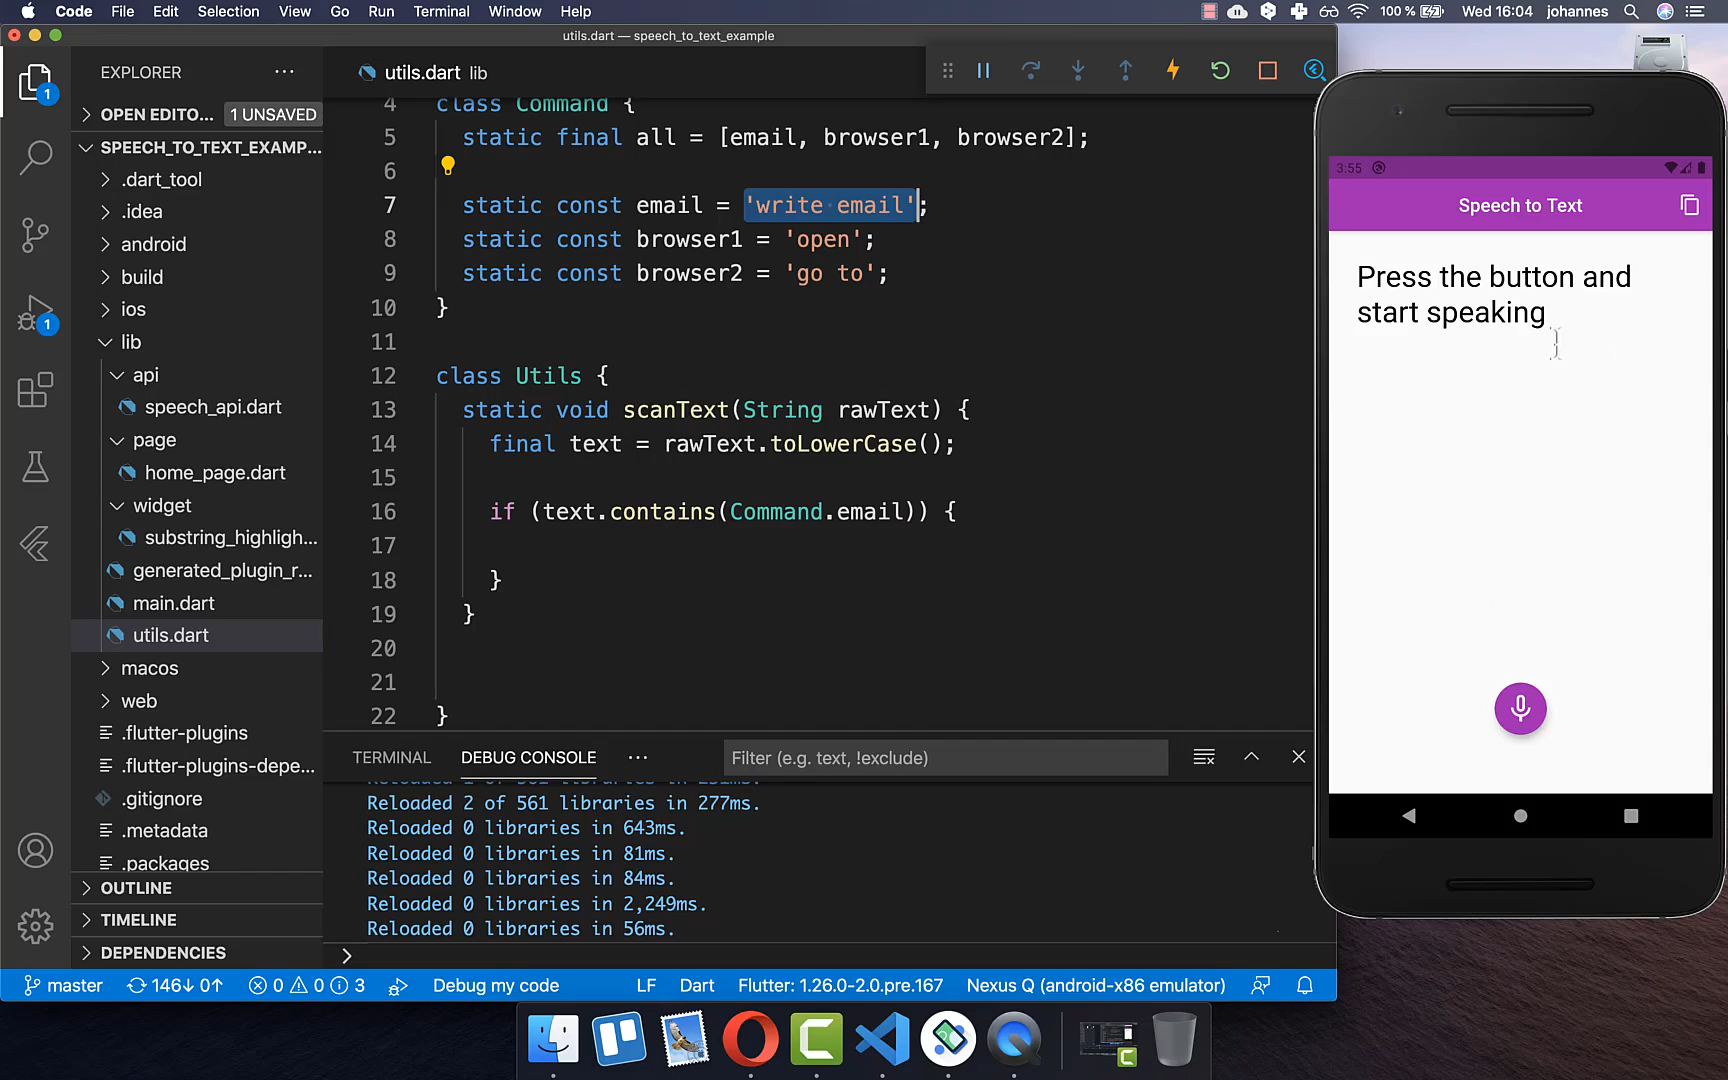 Code File Edit Selection View Go Run Terminal Window Help 100 % Wed 16:04 johannes
utils.dart — speech_to_text_example
EXPLORER
OPEN EDITO... 1 UNSAVED
SPEECH_TO_TEXT_EXAMP...
.dart_tool
.idea
android
build
ios
lib
api
speech_api.dart
page
home_page.dart
widget
substring_highligh...
generated_plugin_r...
main.dart
utils.dart
macos
web
.flutter-plugins
.flutter-plugins-depe...
.gitignore
.metadata
.packages
OUTLINE
TIMELINE
DEPENDENCIES
1
1
utils.dart lib
4 class Command {
5 static final all = [email, browser1, browser2];
6
7 static const email = 'write email';
8 static const browser1 = 'open';
9 static const browser2 = 'go to';
10 }
11
12 class Utils {
13 static void scanText(String rawText) {
14 final text = rawText.toLowerCase();
15
16 if (text.contains(Command.email)) {
17
18 }
19 }
20
21
22 }
TERMINAL DEBUG CONSOLE Filter (e.g. text, !exclude)
Reloaded 2 of 561 libraries in 277ms.
Reloaded 0 libraries in 643ms.
Reloaded 0 libraries in 81ms.
Reloaded 0 libraries in 84ms.
Reloaded 0 libraries in 2,249ms.
Reloaded 0 libraries in 56ms.
master 146↓ 0↑ 0 0 3 Debug my code LF Dart Flutter: 1.26.0-2.0.pre.167 Nexus Q (android-x86 emulator)
3:55
Speech to Text
Press the button and
start speaking